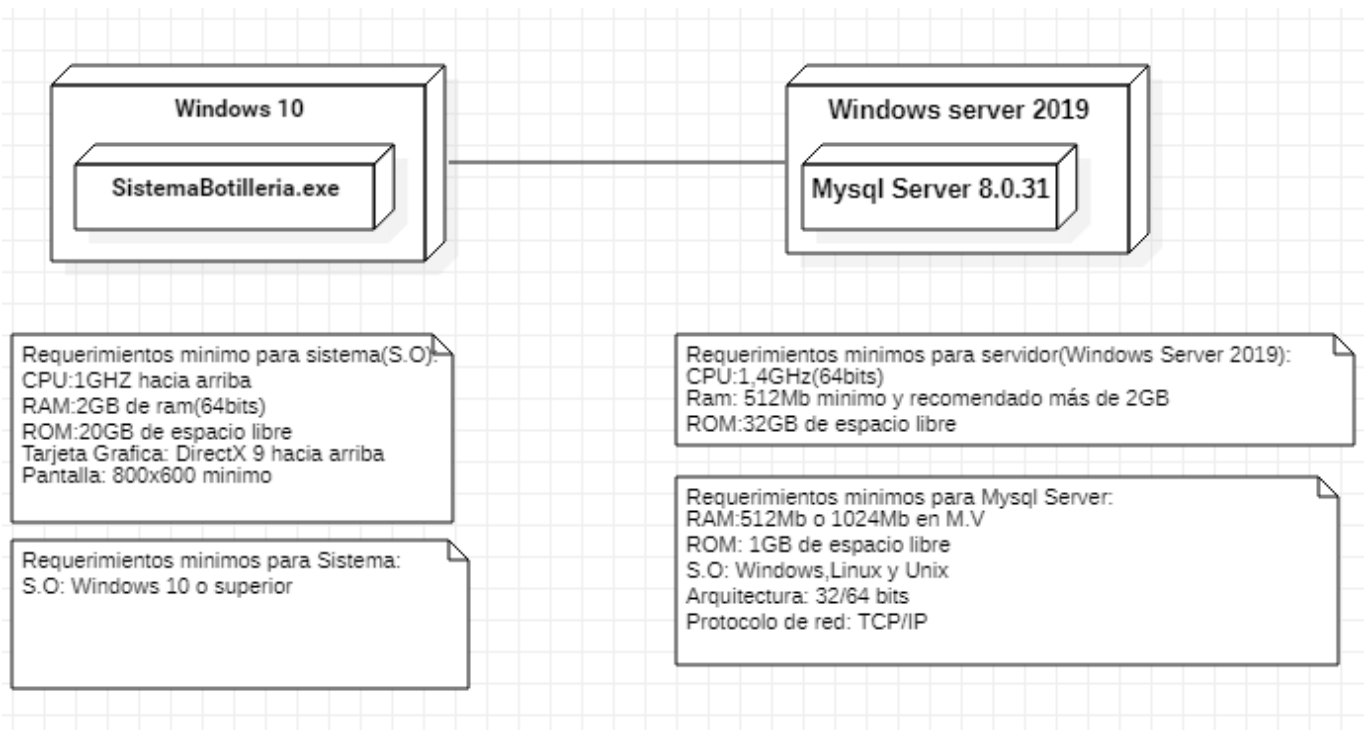 Windows 10
SistemaBotilleria.exe
Windows server 2019
Mysql Server 8.0.31
Requerimientos minimo para sistema(S.O):
CPU:1GHZ hacia arriba
RAM:2GB de ram(64bits)
ROM:20GB de espacio libre
Tarjeta Grafica: DirectX 9 hacia arriba
Pantalla: 800x600 minimo
Requerimientos minimos para Sistema:
S.O: Windows 10 o superior
Requerimientos minimos para servidor(Windows Server 2019):
CPU:1,4GHz(64bits)
Ram: 512Mb minimo y recomendado más de 2GB
ROM:32GB de espacio libre
Requerimientos minimos para Mysql Server:
RAM:512Mb o 1024Mb en M.V
ROM: 1GB de espacio libre
S.O: Windows,Linux y Unix
Arquitectura: 32/64 bits
Protocolo de red: TCP/IP